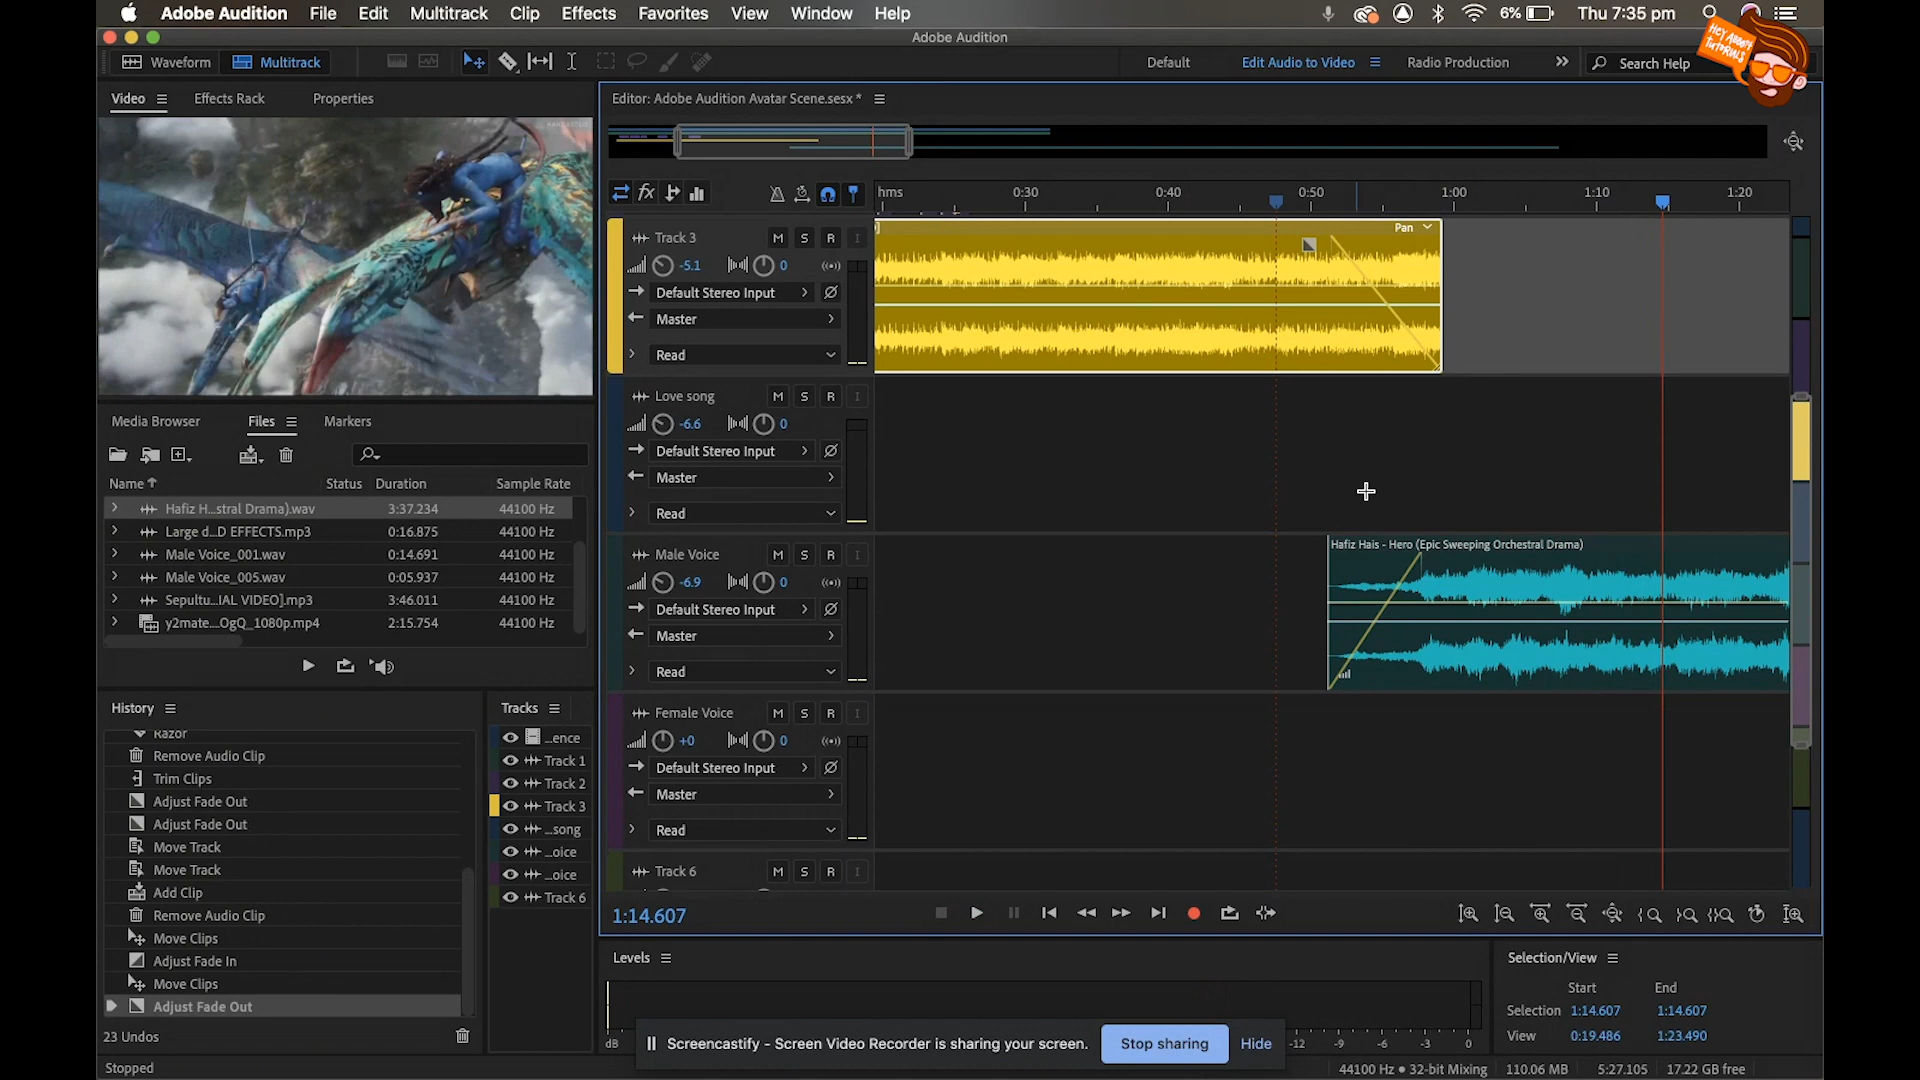 Adobe Audition File Edit Multitrack Clip Effects Favorites View Window Help 6% Thu 7:35 pm
Adobe Audition
HEY ABBOTT TUTORIALS
Waveform Multitrack Default Edit Audio to Video Radio Production Search Help
Video Effects Rack Properties
Editor: Adobe Audition Avatar Scene.sesx *
hms 0:30 0:40 0:50 1:00 1:10 1:20
Track 3 M S R I
-5.1 0
Default Stereo Input
Master
Read
Pan
Love song M S R I
-6.6 0
Default Stereo Input
Master
Read
Male Voice M S R I
-6.9 0
Default Stereo Input
Master
Read
Hafiz Hais - Hero (Epic Sweeping Orchestral Drama)
Female Voice M S R I
+0 0
Default Stereo Input
Master
Read
Track 6 M S R I
1:14.607
Media Browser Files Markers
Name Status Duration Sample Rate
Hafiz H...stral Drama).wav 3:37.234 44100 Hz
Large d...D EFFECTS.mp3 0:16.875 44100 Hz
Male Voice_001.wav 0:14.691 44100 Hz
Male Voice_005.wav 0:05.937 44100 Hz
Sepultu...IAL VIDEO].mp3 3:46.011 44100 Hz
y2mate....OgQ_1080p.mp4 2:15.754 44100 Hz
History
Razor
Remove Audio Clip
Trim Clips
Adjust Fade Out
Adjust Fade Out
Move Track
Move Track
Add Clip
Remove Audio Clip
Move Clips
Adjust Fade In
Move Clips
Adjust Fade Out
23 Undos
Tracks
...ence
Track 1
Track 2
Track 3
...song
...oice
...oice
Track 6
Levels
dB -12 -9 -6 -3 0
Screencastify - Screen Video Recorder is sharing your screen. Stop sharing Hide
Selection/View
Start End
Selection 1:14.607 1:14.607
View 0:19.486 1:23.490
Stopped
44100 Hz • 32-bit Mixing 110.06 MB 5:27.105 17.22 GB free